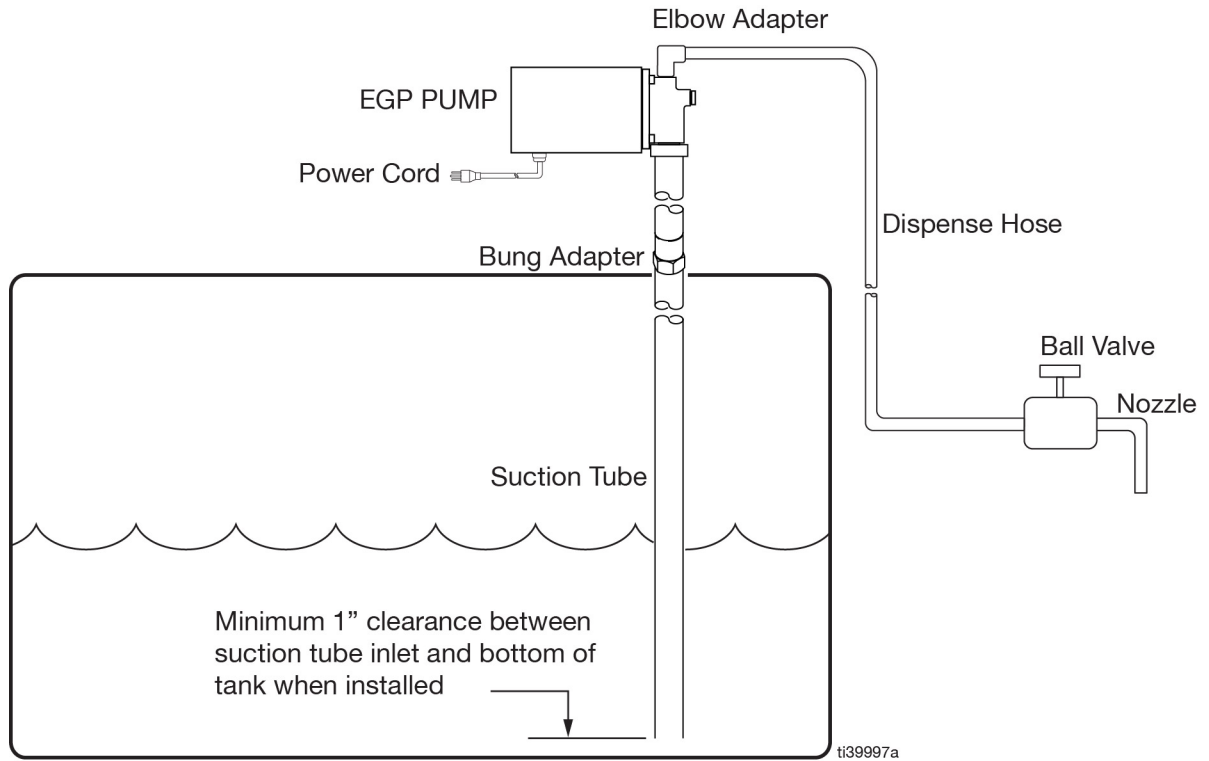 Elbow Adapter
EGP PUMP
Power Cord
Dispense Hose
Bung Adapter
Ball Valve
Nozzle
Suction Tube
Minimum 1” clearance between
suction tube inlet and bottom of
tank when installed
ti39997a